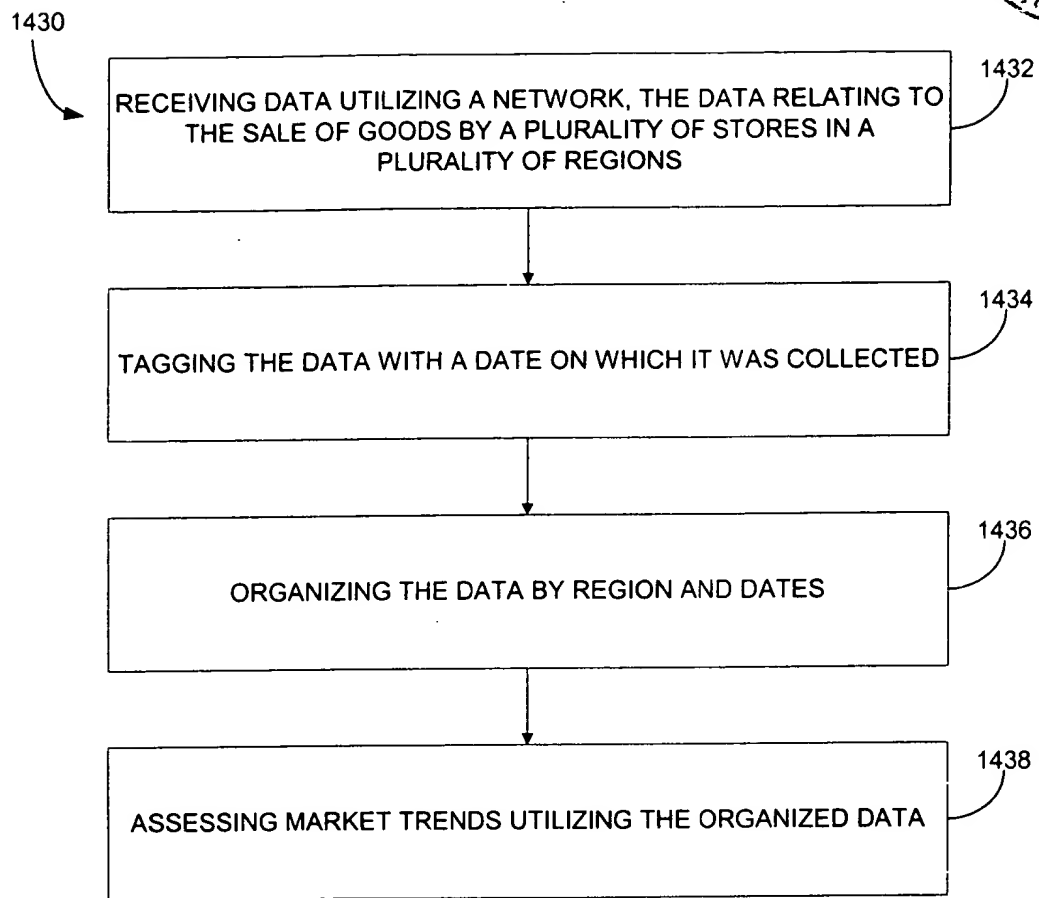 1430
1432
RECEIVING DATA UTILIZING A NETWORK, THE DATA RELATING TO
THE SALE OF GOODS BY A PLURALITY OF STORES IN A
PLURALITY OF REGIONS
1434
TAGGING THE DATA WITH A DATE ON WHICH IT WAS COLLECTED
1436
ORGANIZING THE DATA BY REGION AND DATES
1438
ASSESSING MARKET TRENDS UTILIZING THE ORGANIZED DATA